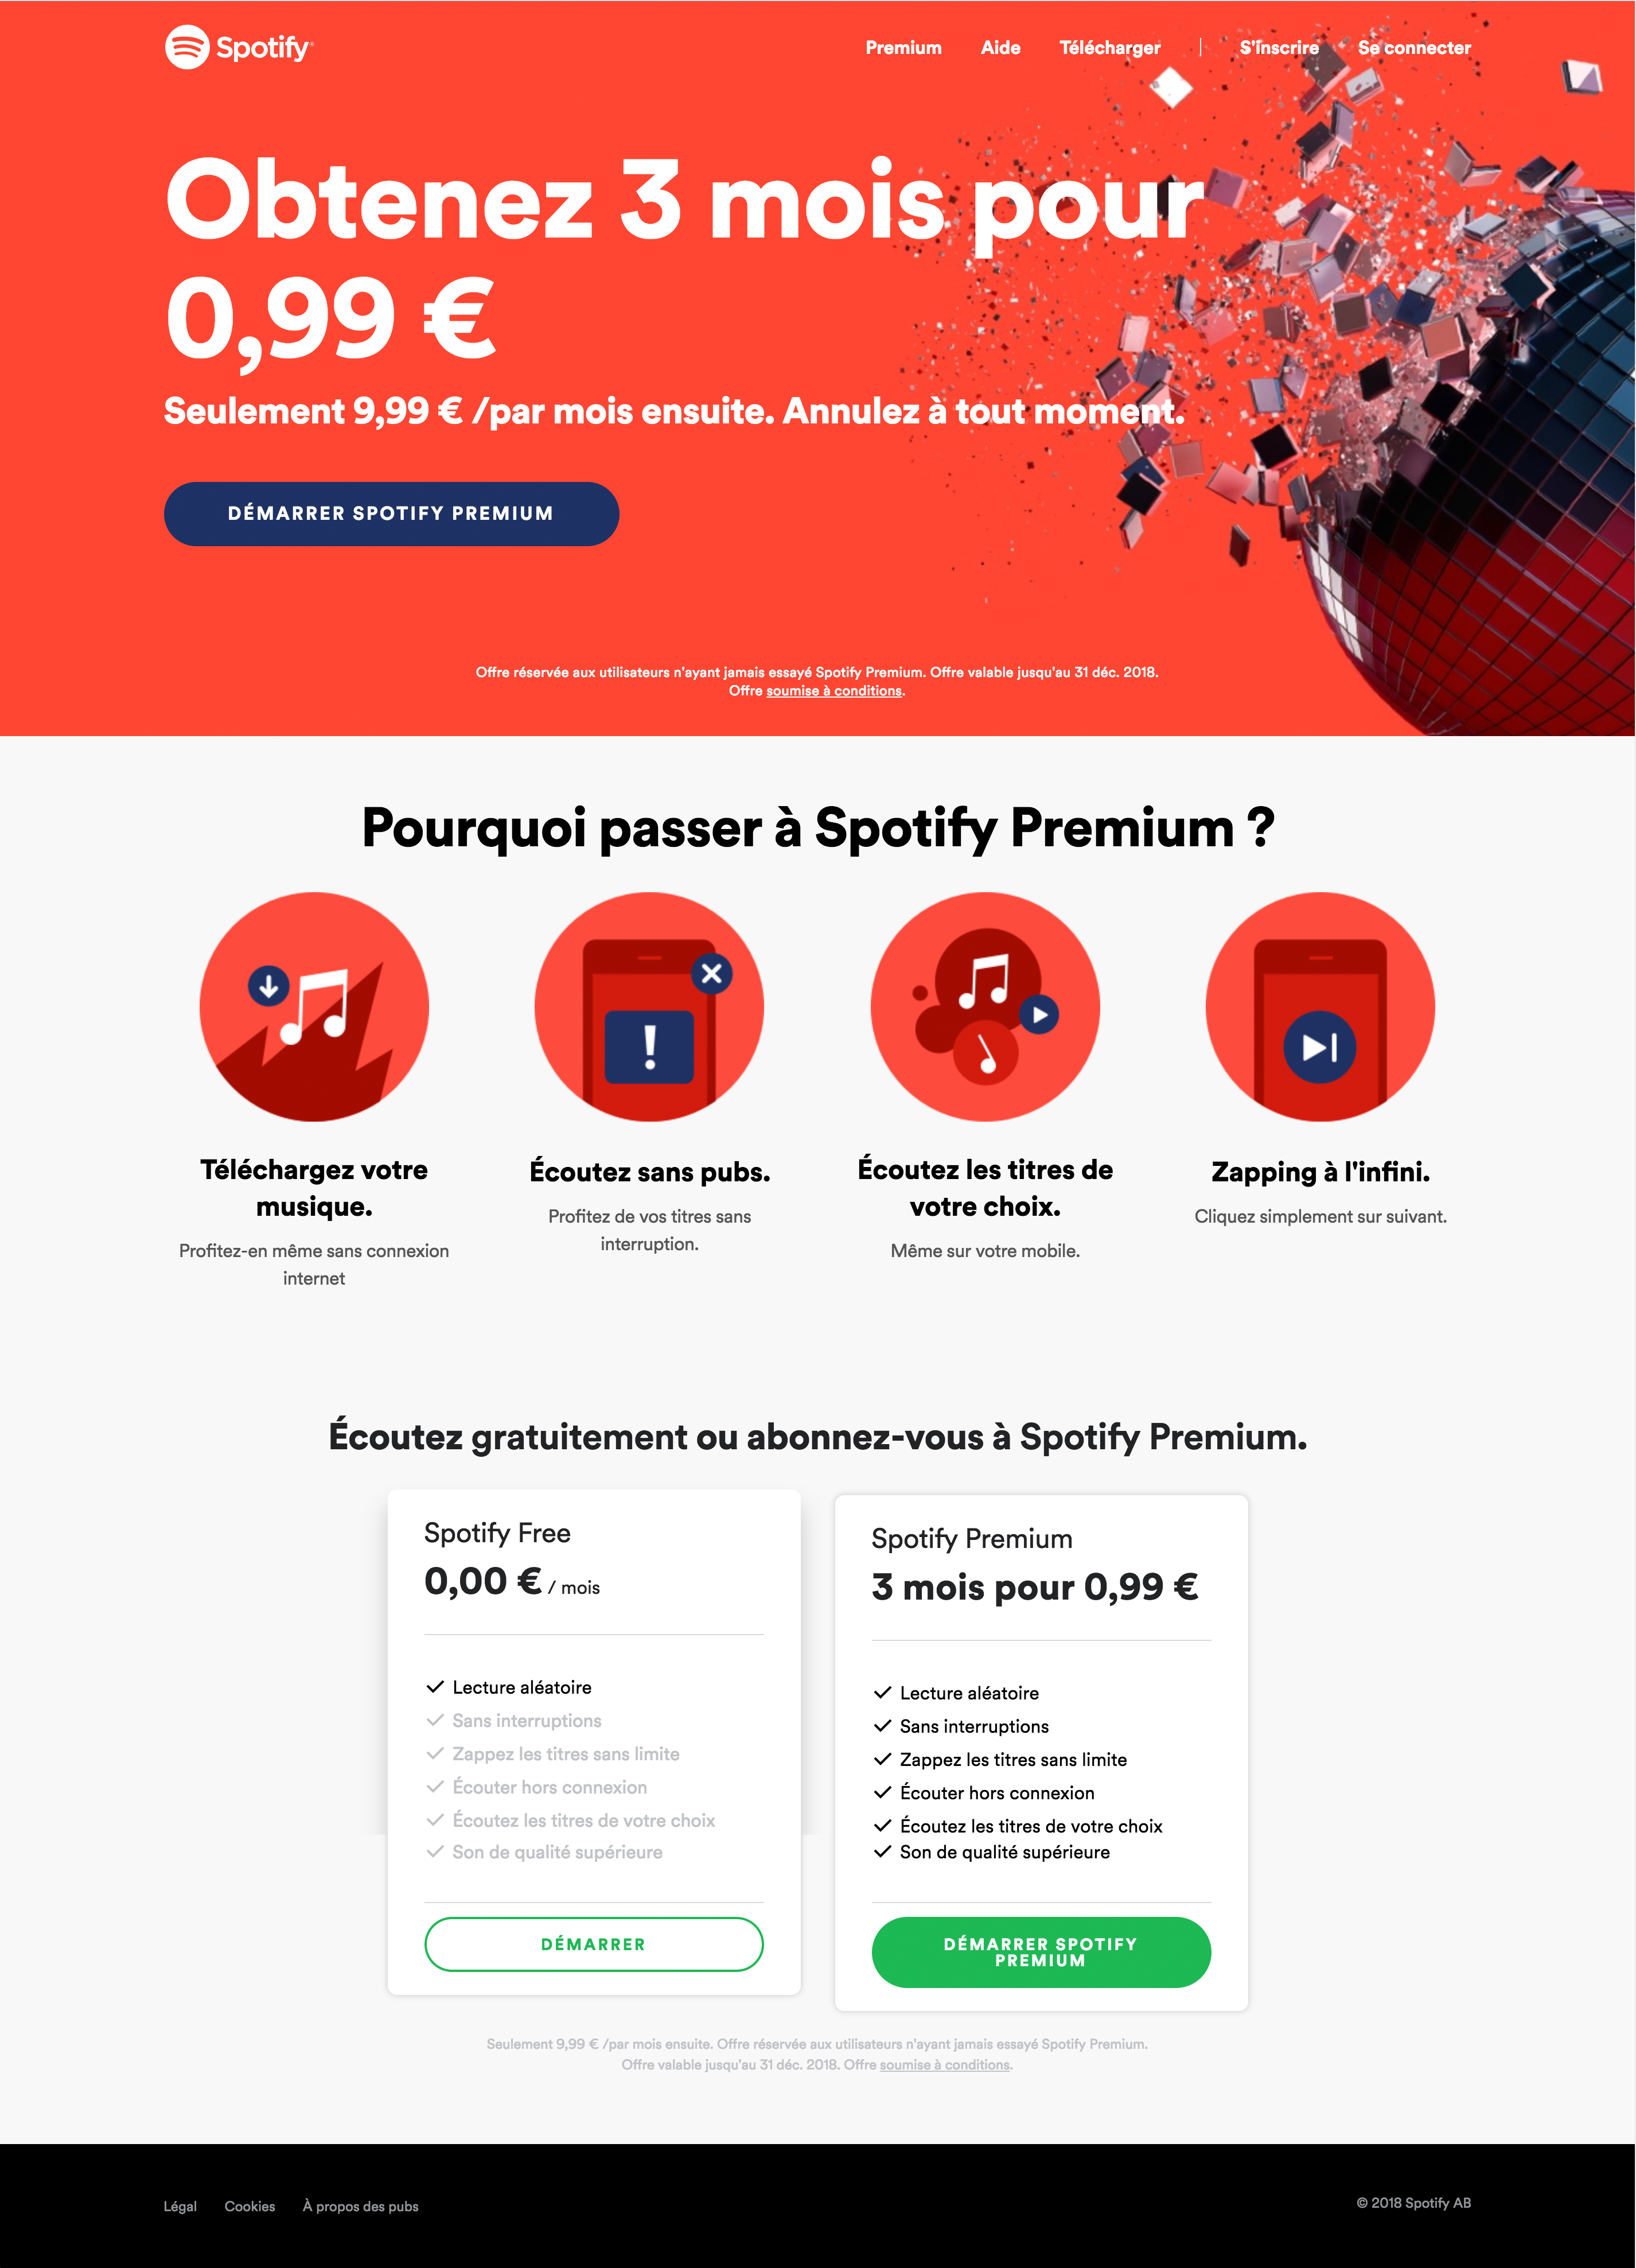 Spotify®
Premium Aide Télécharger | S'inscrire Se connecter
Obtenez 3 mois pour
0,99 €
Seulement 9,99 € /par mois ensuite. Annulez à tout moment.
DÉMARRER SPOTIFY PREMIUM
Offre réservée aux utilisateurs n'ayant jamais essayé Spotify Premium. Offre valable jusqu'au 31 déc. 2018.
Offre soumise à conditions.
Pourquoi passer à Spotify Premium ?
Téléchargez votre
musique.
Profitez-en même sans connexion
internet
Écoutez sans pubs.
Profitez de vos titres sans
interruption.
Écoutez les titres de
votre choix.
Même sur votre mobile.
Zapping à l'infini.
Cliquez simplement sur suivant.
Écoutez gratuitement ou abonnez-vous à Spotify Premium.
Spotify Free
0,00 € / mois
Lecture aléatoire
Sans interruptions
Zappez les titres sans limite
Écouter hors connexion
Écoutez les titres de votre choix
Son de qualité supérieure
DÉMARRER
Spotify Premium
3 mois pour 0,99 €
Lecture aléatoire
Sans interruptions
Zappez les titres sans limite
Écouter hors connexion
Écoutez les titres de votre choix
Son de qualité supérieure
DÉMARRER SPOTIFY
PREMIUM
Seulement 9,99 € /par mois ensuite. Offre réservée aux utilisateurs n'ayant jamais essayé Spotify Premium.
Offre valable jusqu'au 31 déc. 2018. Offre soumise à conditions.
Légal Cookies À propos des pubs
© 2018 Spotify AB